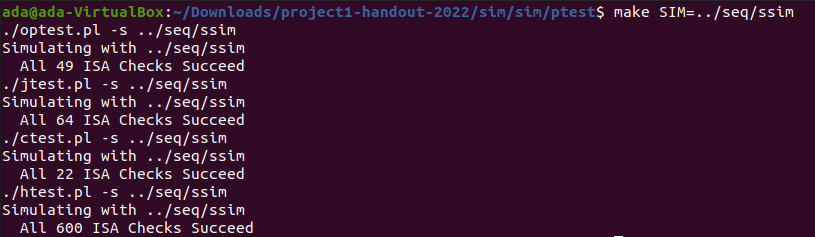 ada@ada-VirtualBox:~/Downloads/project1-handout-2022/sim/sim/ptest$ make SIM=../seq/ssim
./optest.pl -s ../seq/ssim
Simulating with ../seq/ssim
  All 49 ISA Checks Succeed
./jtest.pl -s ../seq/ssim
Simulating with ../seq/ssim
  All 64 ISA Checks Succeed
./ctest.pl -s ../seq/ssim
Simulating with ../seq/ssim
  All 22 ISA Checks Succeed
./htest.pl -s ../seq/ssim
Simulating with ../seq/ssim
  All 600 ISA Checks Succeed